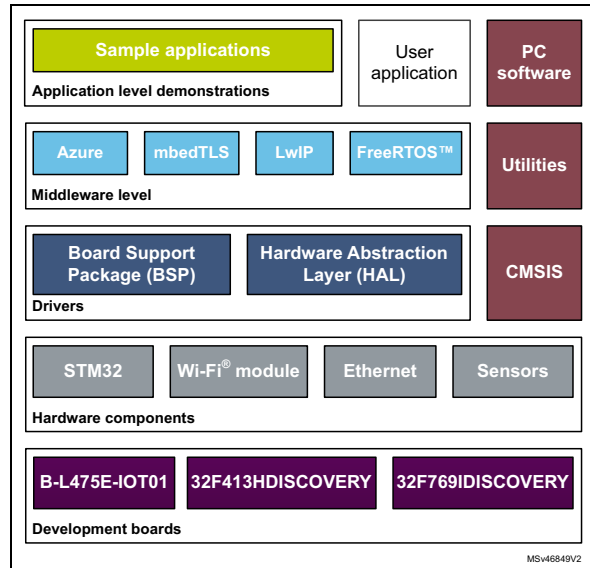 Sample applications
Application level demonstrations
User
application
PC
software
Azure
mbedTLS
LwIP
FreeRTOS™
Middleware level
Utilities
Board Support
Package (BSP)
Hardware Abstraction
Layer (HAL)
Drivers
CMSIS
STM32
Wi-Fi® module
Ethernet
Sensors
Hardware components
B-L475E-IOT01
32F413HDISCOVERY
32F769IDISCOVERY
Development boards
MSv46849V2